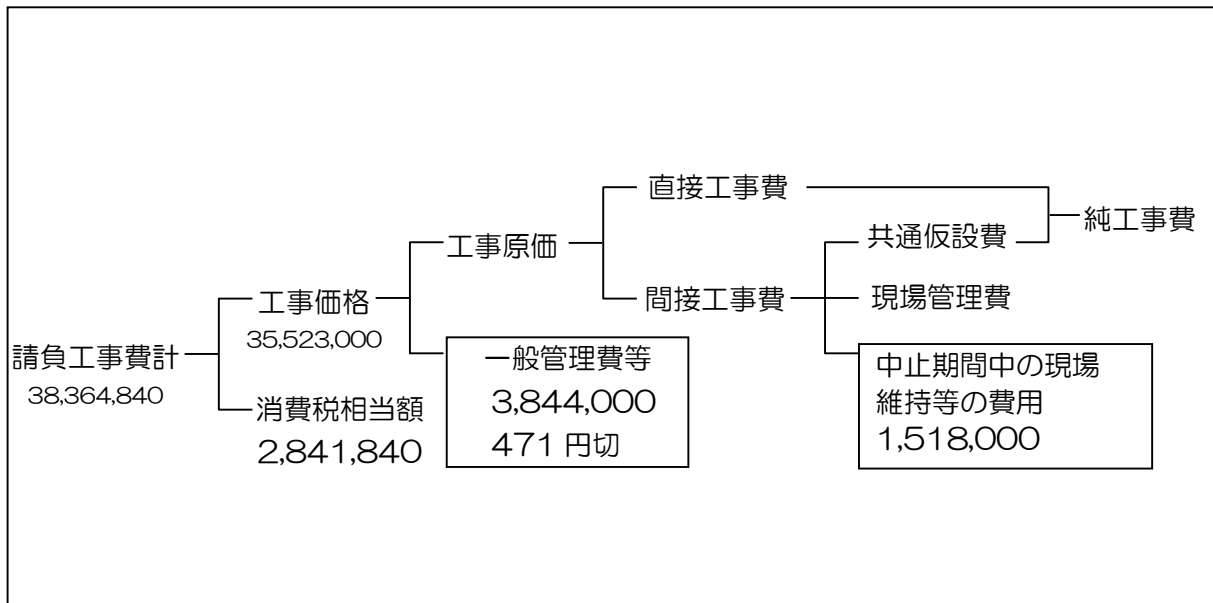 直接工事費
純工事費
共通仮設費
工事原価
工事価格
間接工事費
現場管理費
35,523,000
請負工事費計
38,364,840
一般管理費等
3,844,000
471 円切
中止期間中の現場
維持等の費用
1,518,000
消費税相当額
2,841,840